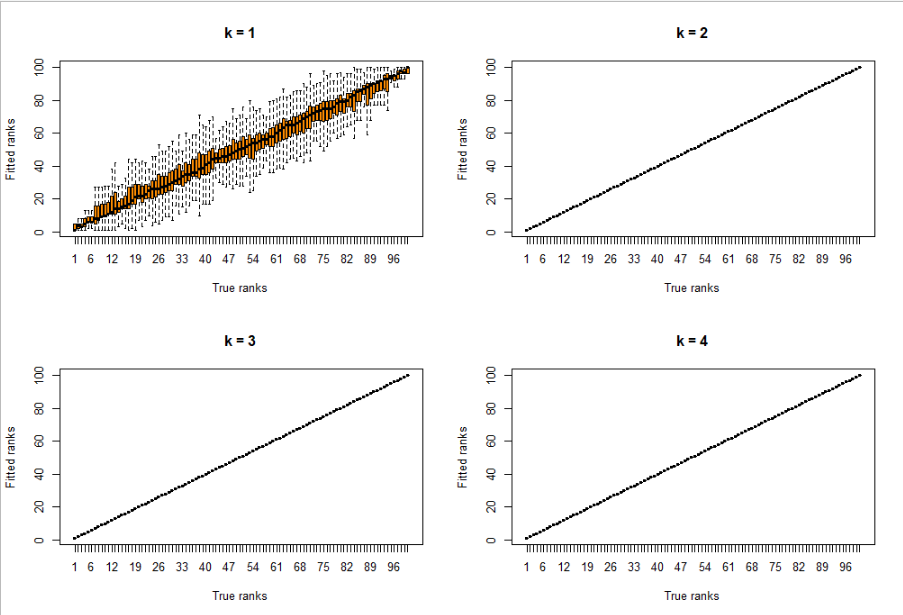 k = 1
Fitted ranks
0 20 40 60 80 100
1 6 12 19 26 33 40 47 54 61 68 75 82 89 96
True ranks
k = 2
Fitted ranks
0 20 40 60 80 100
1 6 12 19 26 33 40 47 54 61 68 75 82 89 96
True ranks
k = 3
Fitted ranks
0 20 40 60 80 100
1 6 12 19 26 33 40 47 54 61 68 75 82 89 96
True ranks
k = 4
Fitted ranks
0 20 40 60 80 100
1 6 12 19 26 33 40 47 54 61 68 75 82 89 96
True ranks